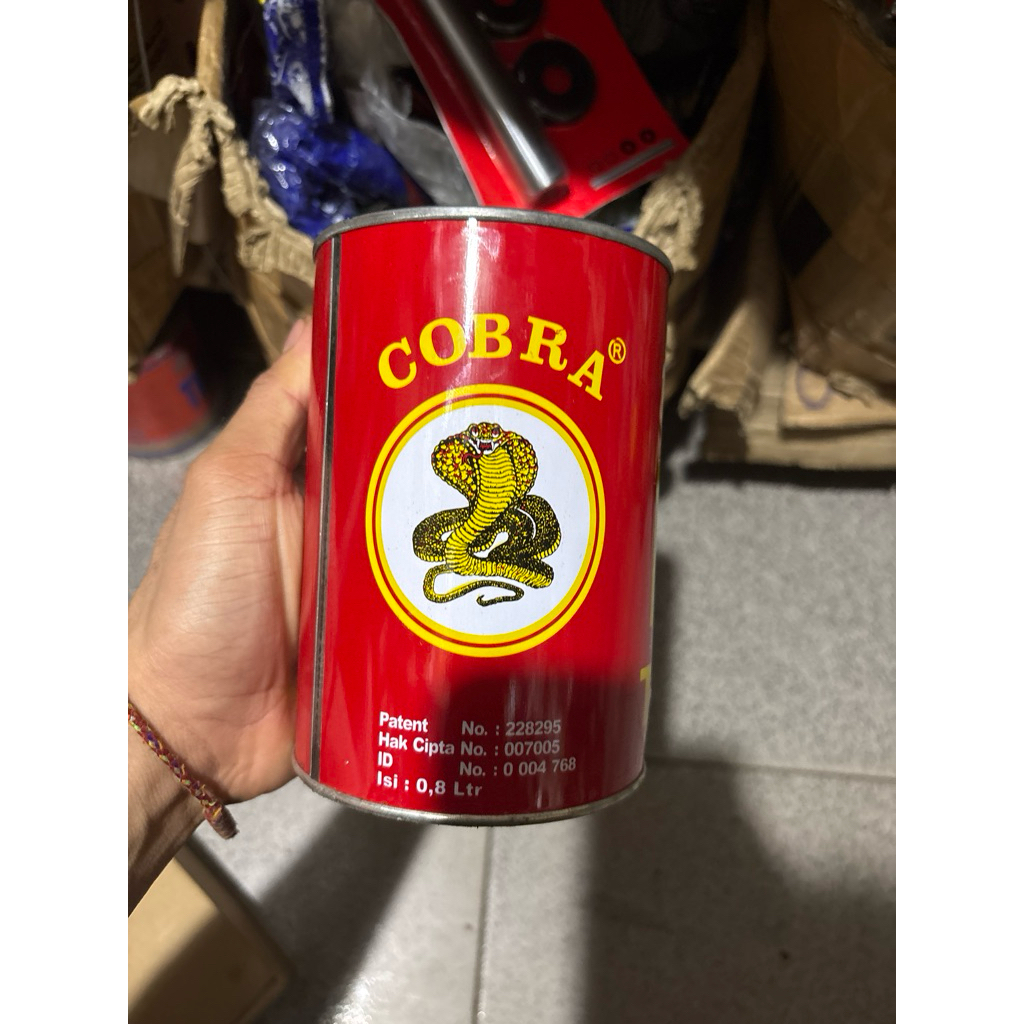 COBRA®
Patent No. : 228295
Hak Cipta No. : 007005
ID No. : 0 004 768
Isi : 0,8 Ltr